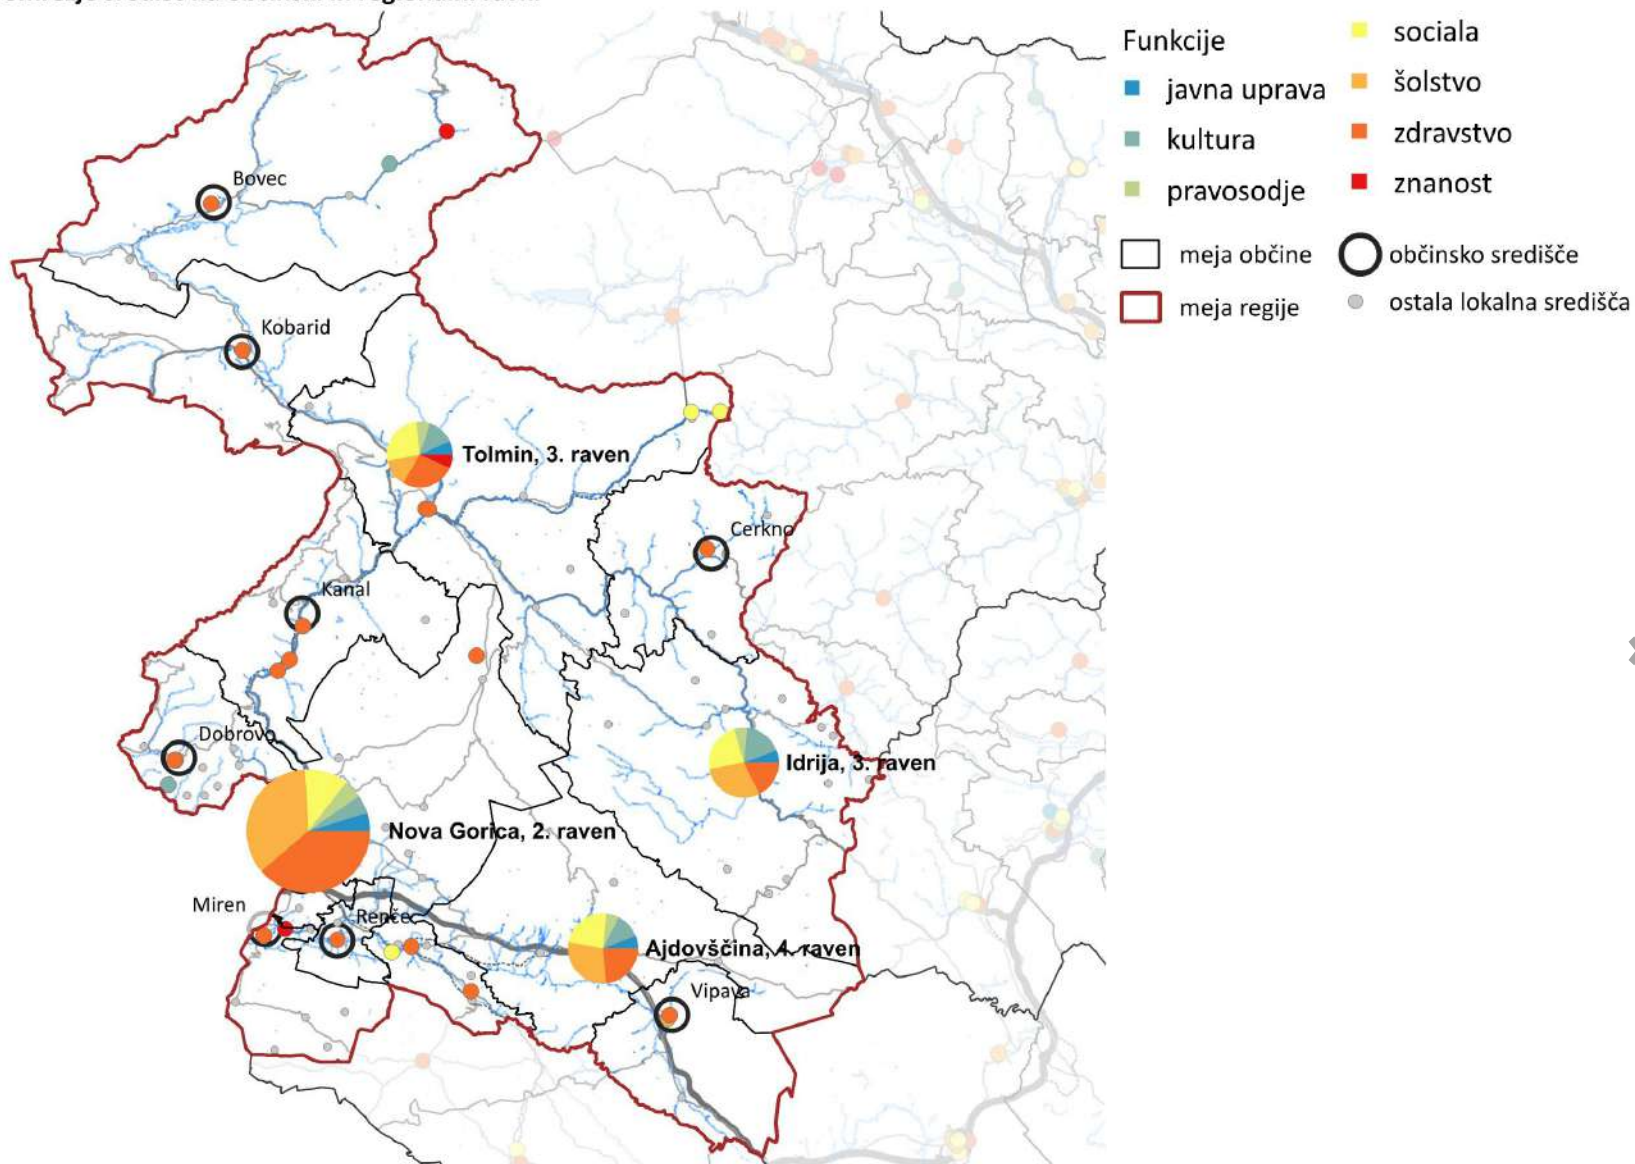 Funkcije
javna uprava
kultura
pravosodje
sociala
šolstvo
zdravstvo
znanost
meja občine
meja regije
občinsko središče
ostala lokalna središča
Bovec
Kobarid
Tolmin, 3. raven
Cerkno
Kanal
Dobrovo
Idrija, 3. raven
Nova Gorica, 2. raven
Miren
Renče
Ajdovščina, 4. raven
Vipava